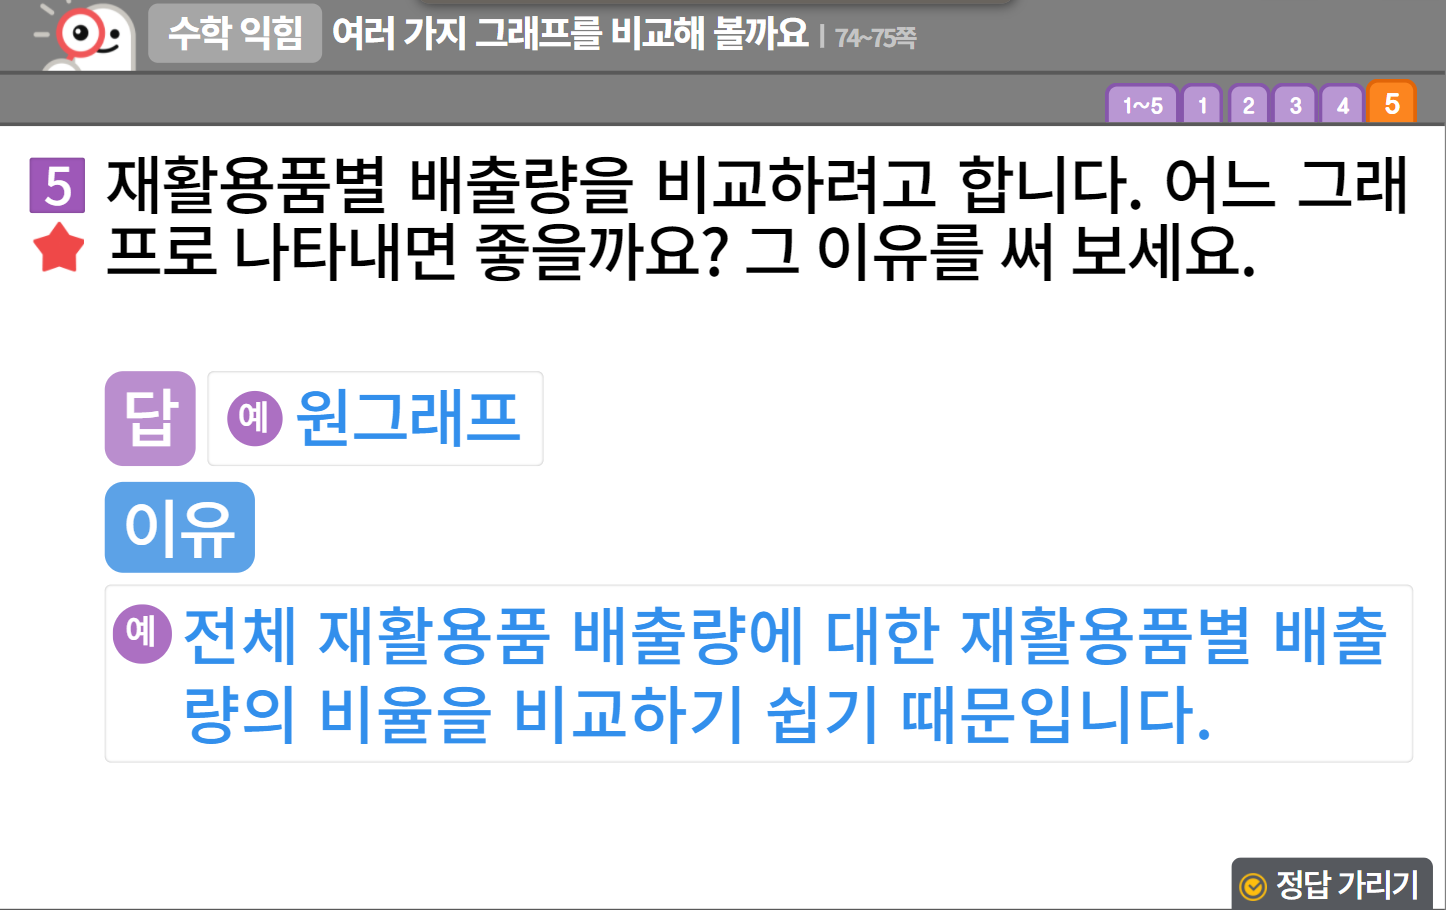 수학 익힘 여러 가지 그래프를 비교해 볼까요 | 74~75쪽
1~5 1 2 3 4 5
5 재활용품별 배출량을 비교하려고 합니다. 어느 그래
프로 나타내면 좋을까요? 그 이유를 써 보세요.
답 예 원그래프
이유
예 전체 재활용품 배출량에 대한 재활용품별 배출
량의 비율을 비교하기 쉽기 때문입니다.
정답 가리기